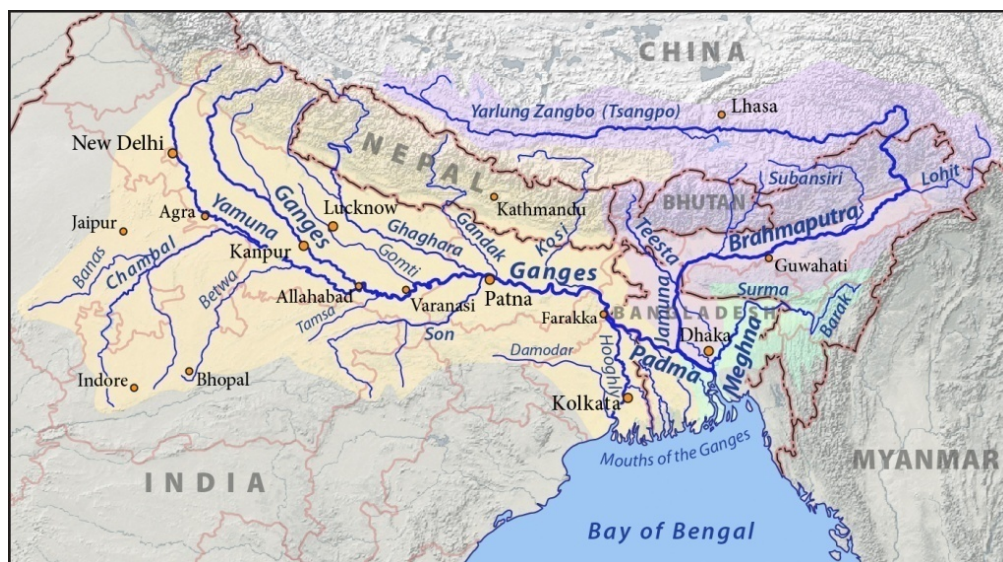 CHINA
Yarlung Zangbo (Tsangpo)
Lhasa
New Delhi
NEPAL
Subansiri
Lohit
BHUTAN
Jaipur
Agra
Yamuna
Ganges
Lucknow
Kathmandu
Ghaghara
Gandak
Kosi
Teesta
Brahmaputra
Banas
Chambal
Kanpur
Gomti
Ganges
Guwahati
Betwa
Allahabad
Varanasi
Patna
Surma
Tamsa
Son
Farakka
BANGLADESH
Jamuna
Barak
Damodar
Hooghly
Padma
Dhaka
Meghna
Indore
Bhopal
Kolkata
Mouths of the Ganges
INDIA
MYANMAR
Bay of Bengal